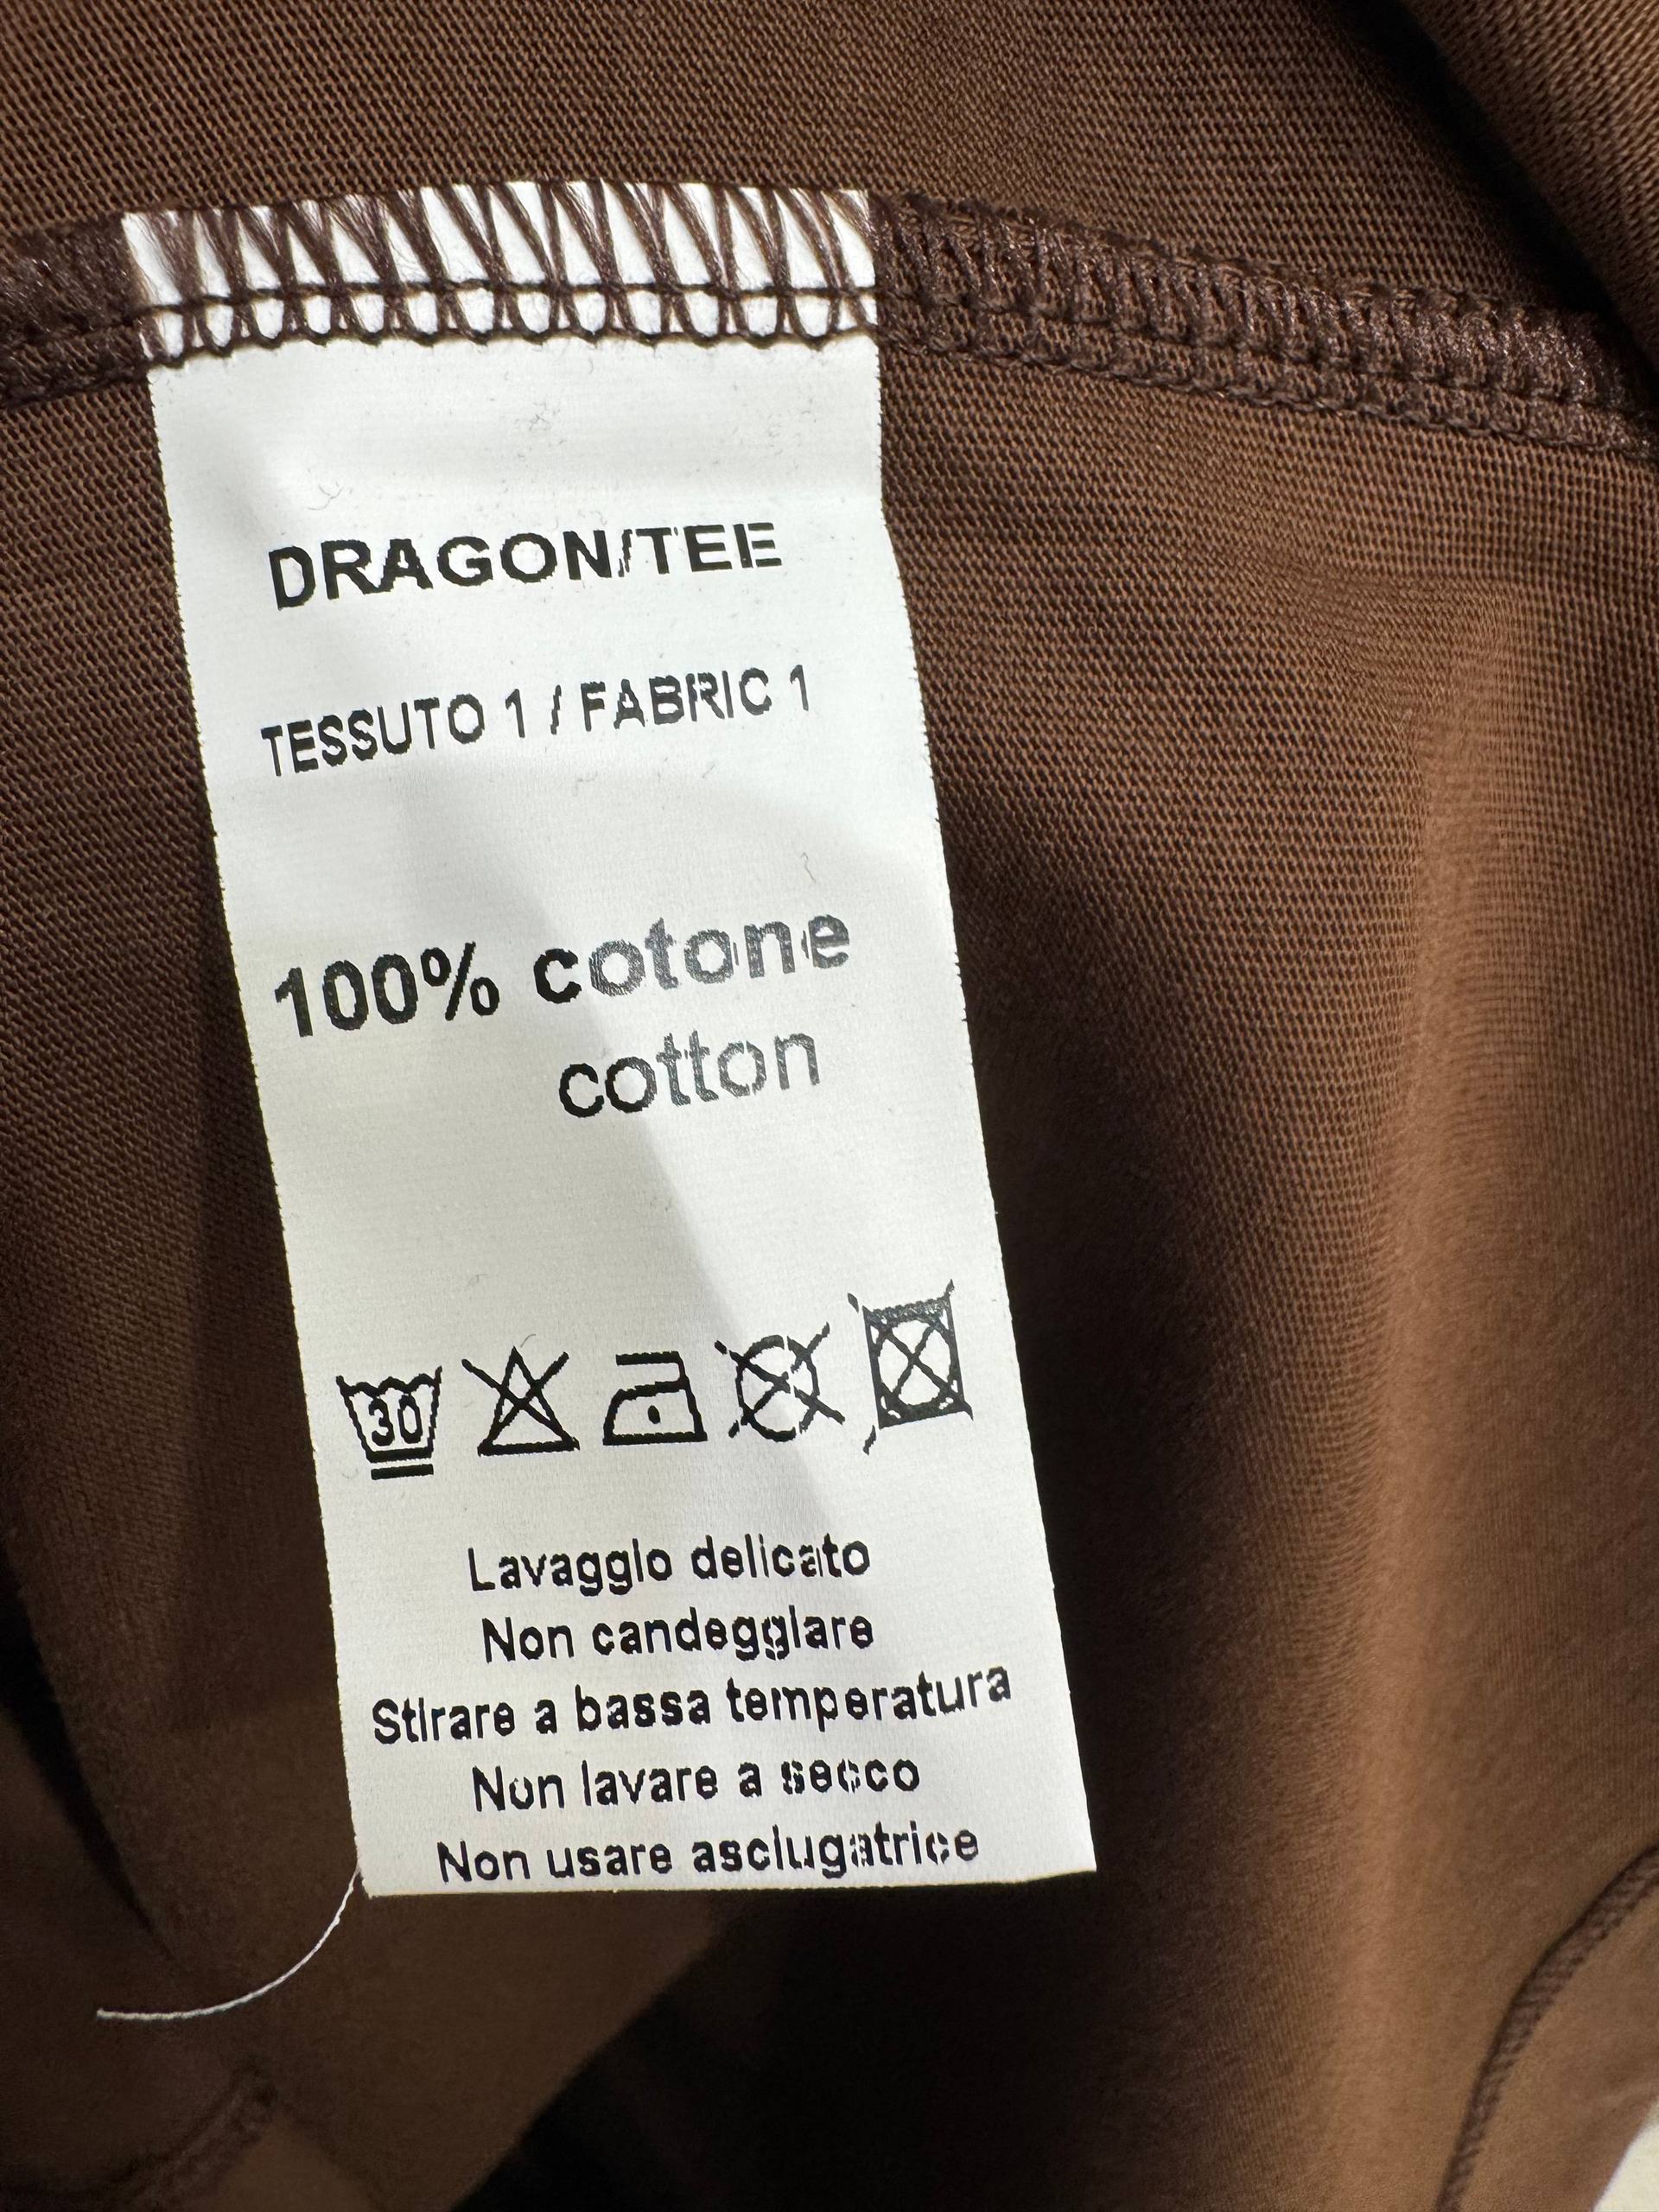 DRAGON/TEE
TESSUTO 1 / FABRIC 1
100% cotone
cotton
30
Lavaggio delicato
Non candeggiare
Stirare a bassa temperatura
Non lavare a secco
Non usare asciugatrice